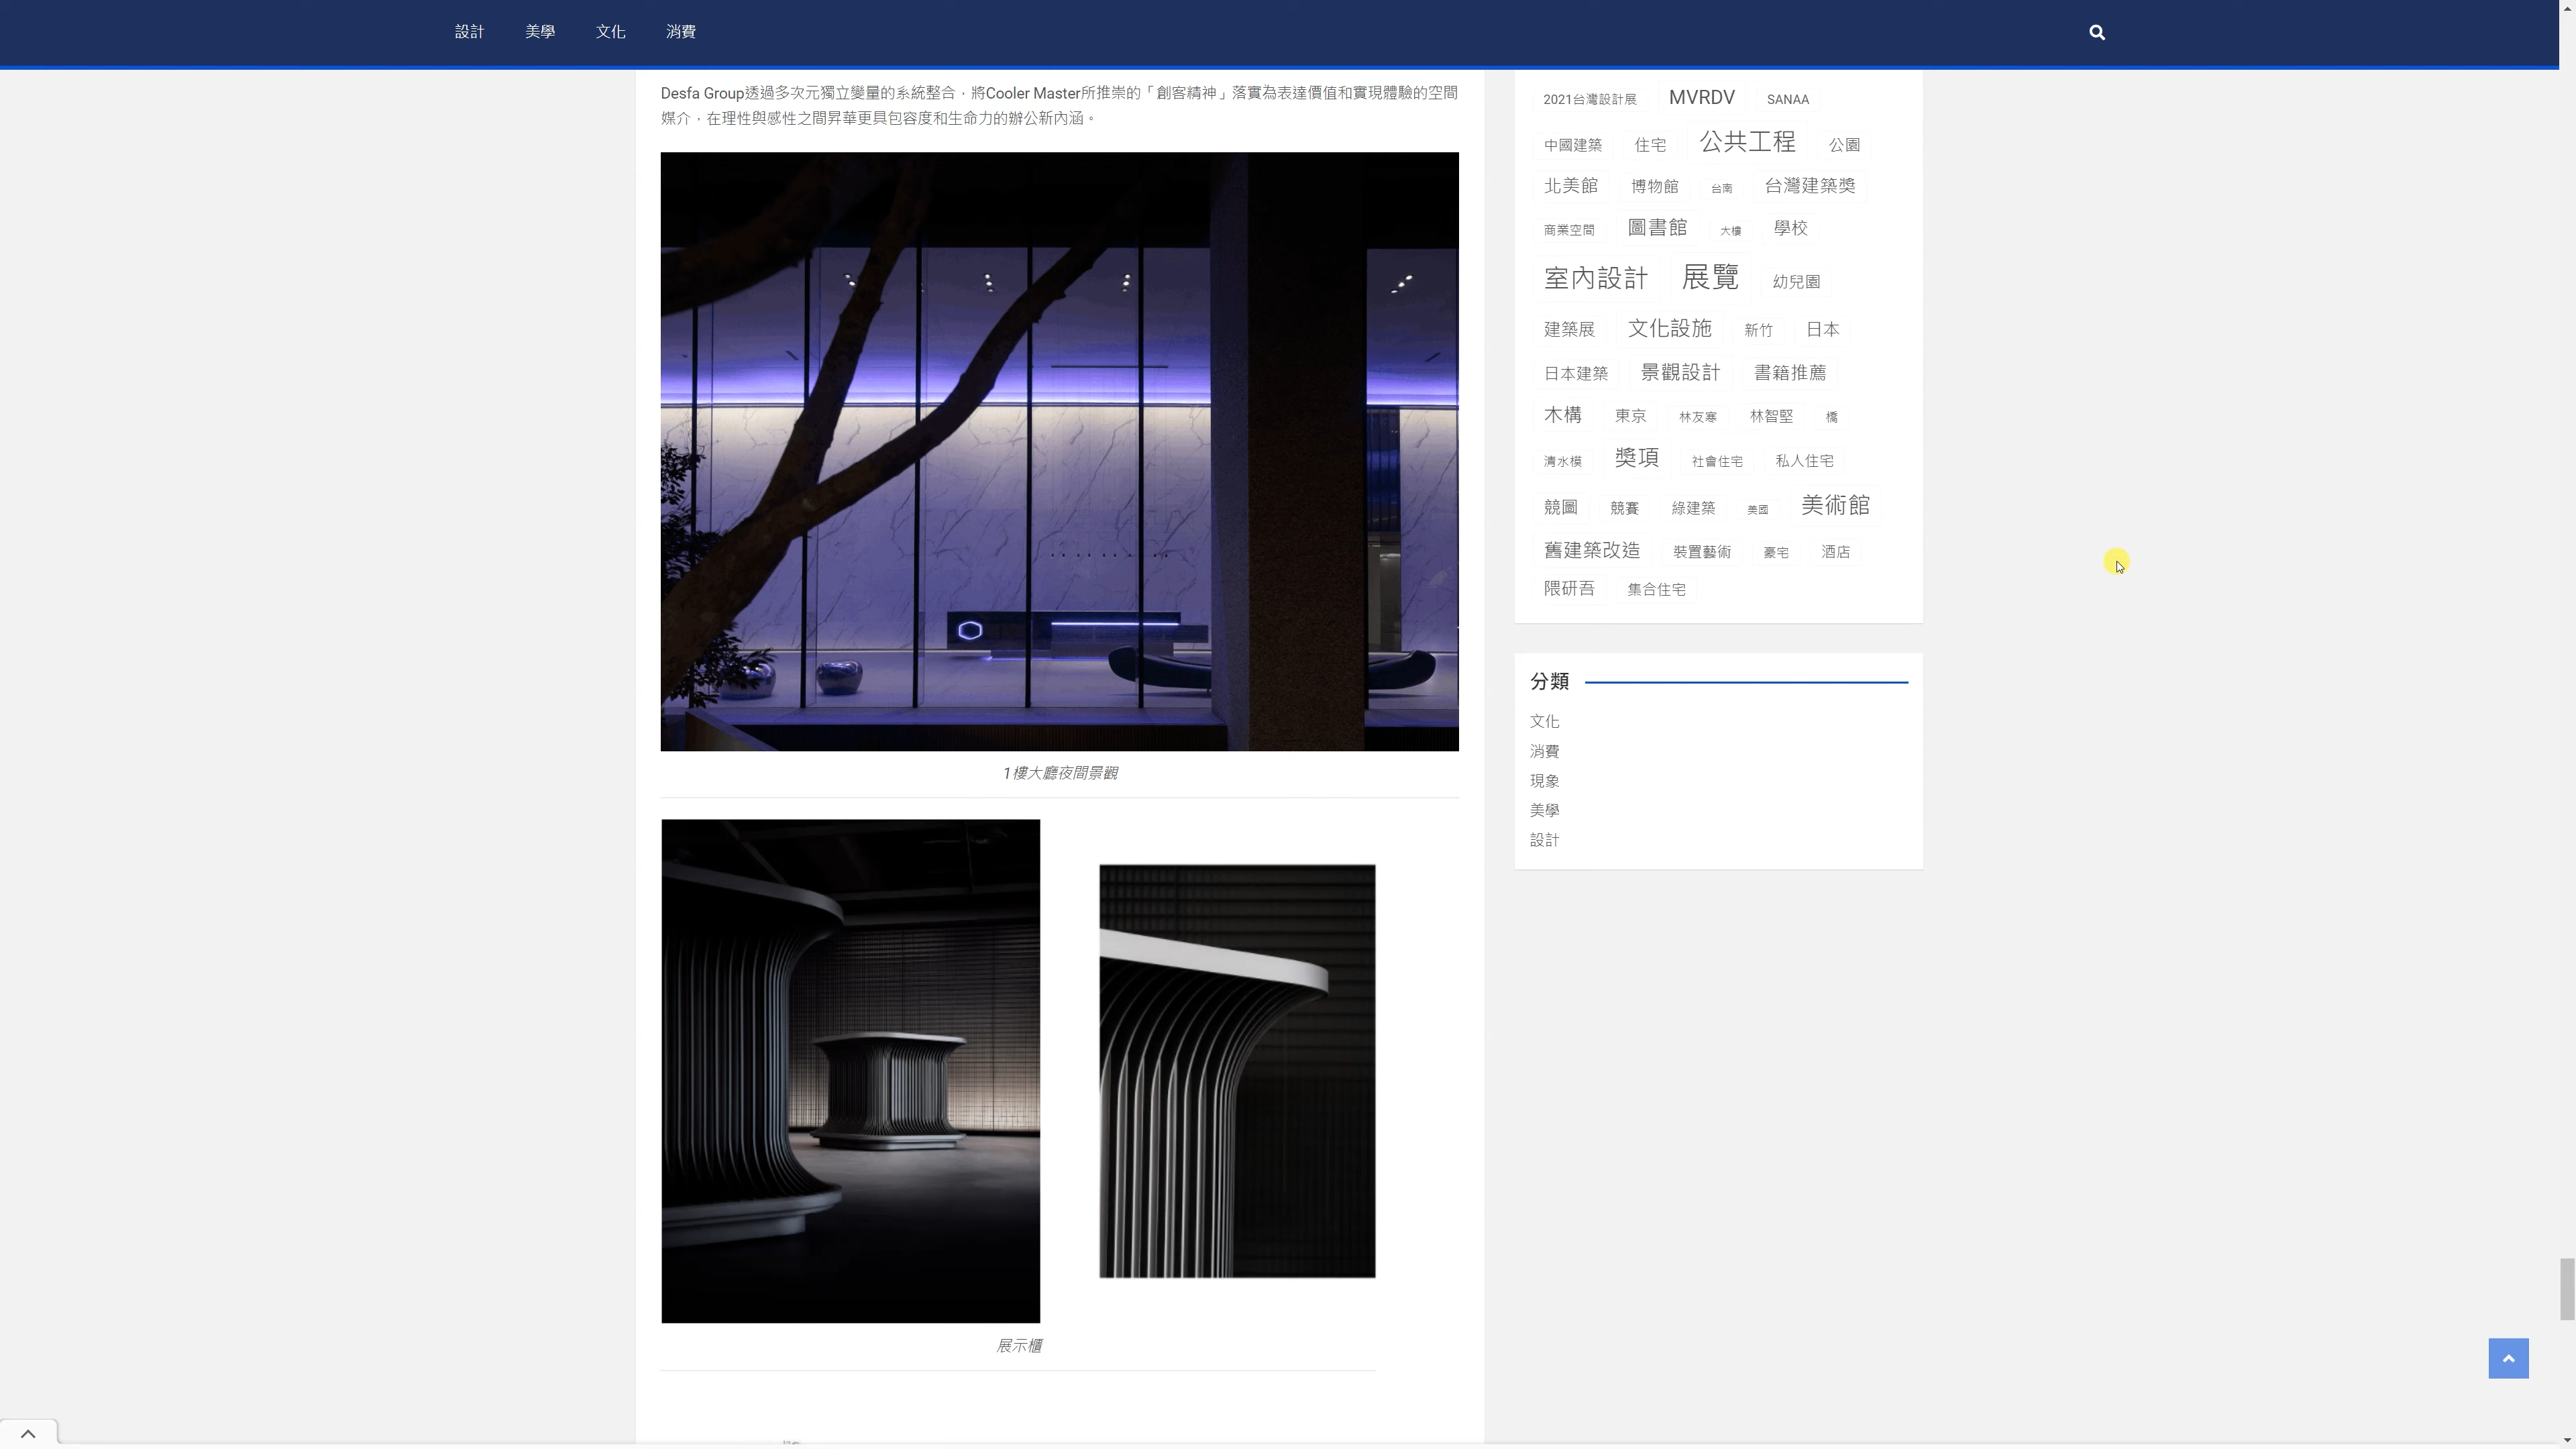 設計 美學 文化 消費
Desfa Group透過多次元獨立變量的系統整合，將Cooler Master所推崇的「創客精神」落實為表達價值和實現體驗的空間
媒介，在理性與感性之間昇華更具包容度和生命力的辦公新內涵。
1樓大廳夜間景觀
展示櫃
2021台灣設計展 MVRDV SANAA
中國建築 住宅 公共工程 公園
北美館 博物館 台南 台灣建築獎
商業空間 圖書館 大樓 學校
室內設計 展覽 幼兒園
建築展 文化設施 新竹 日本
日本建築 景觀設計 書籍推薦
木構 東京 林友寒 林智堅 橋
清水模 獎項 社會住宅 私人住宅
競圖 競賽 綠建築 美國 美術館
舊建築改造 裝置藝術 豪宅 酒店
隈研吾 集合住宅
分類
文化
消費
現象
美學
設計